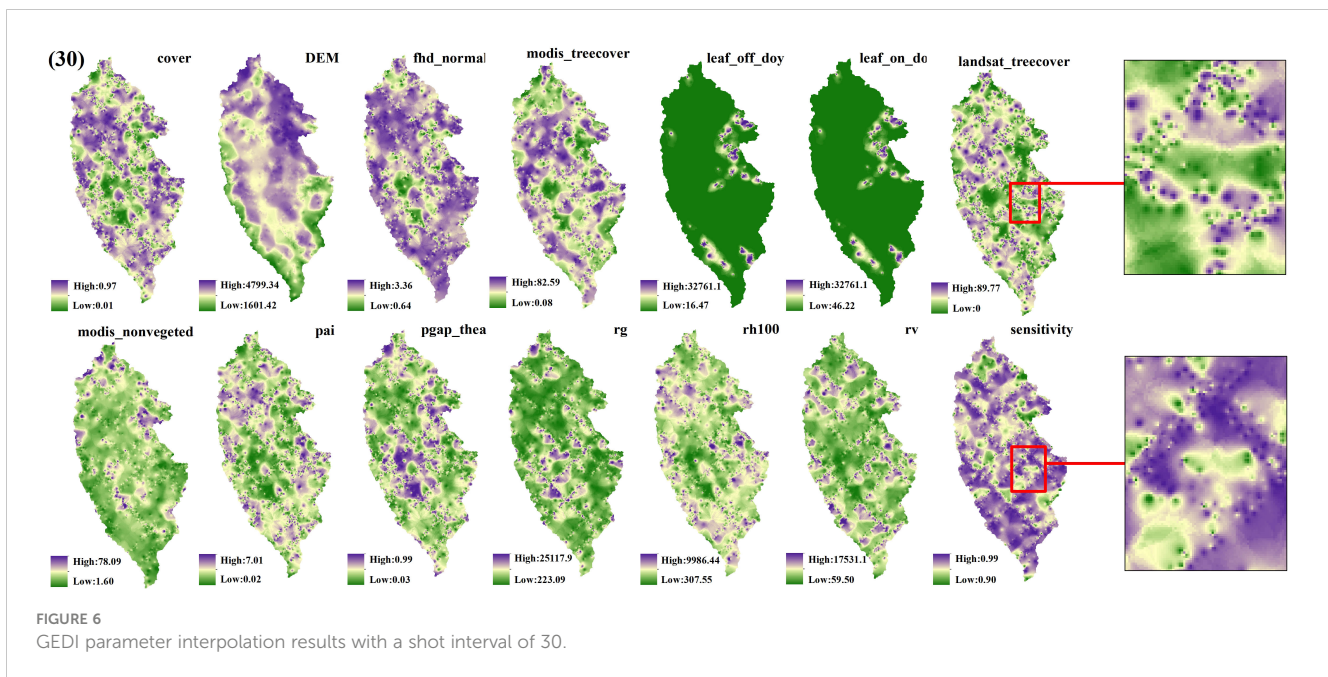 (30)
cover
DEM
fhd_normal
modis_treecover
leaf_off_doy
leaf_on_do
landsat_treecover
High:0.97
Low:0.01
High:4799.34
Low:1601.42
High:3.36
Low:0.64
High:82.59
Low:0.08
High:32761.1
Low:16.47
High:32761.1
Low:46.22
High:89.77
Low:0
modis_nonvegeted
pai
pgap_thea
rg
rh100
rv
sensitivity
High:78.09
Low:1.60
High:7.01
Low:0.02
High:0.99
Low:0.03
High:25117.9
Low:223.09
High:9986.44
Low:307.55
High:17531.1
Low:59.50
High:0.99
Low:0.90
FIGURE 6
GEDI parameter interpolation results with a shot interval of 30.